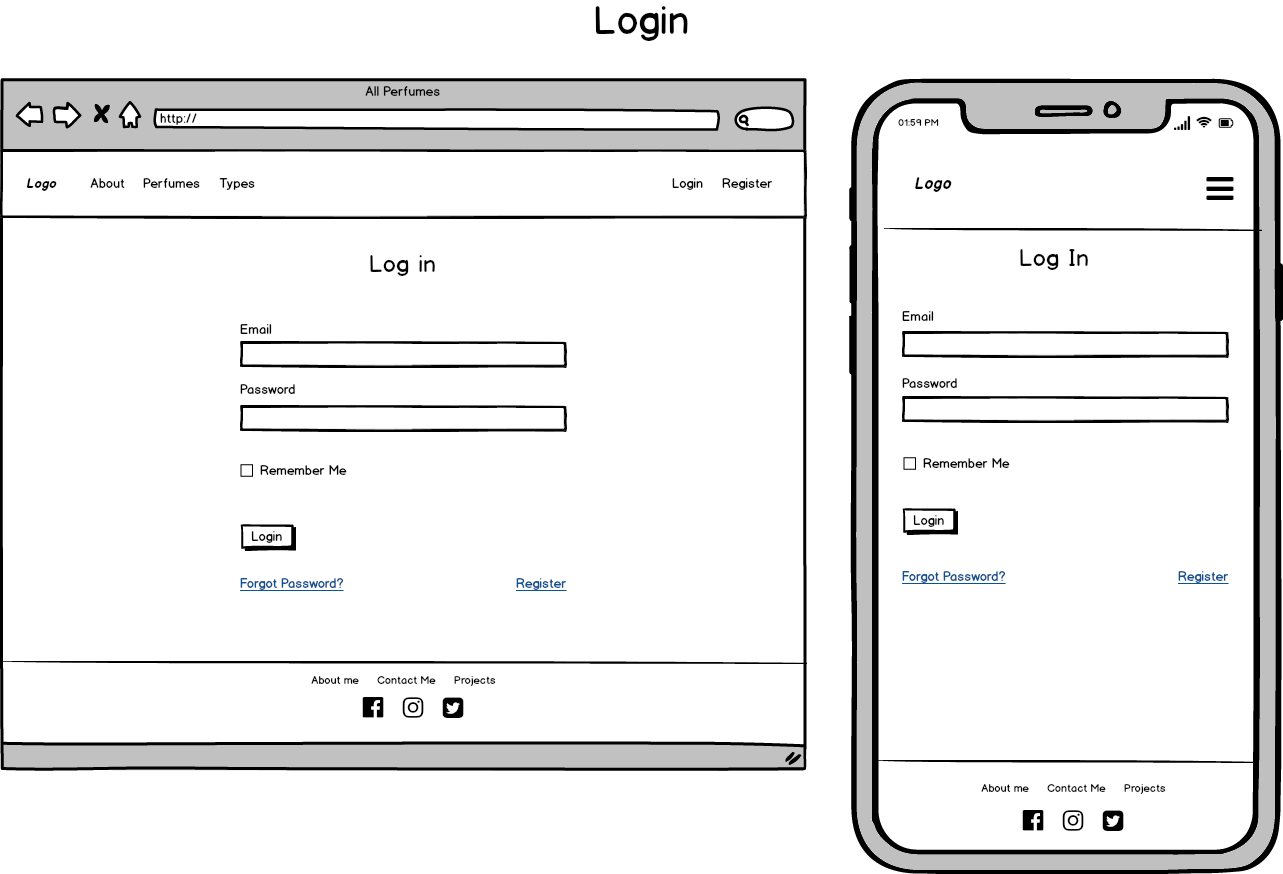 Login
All Perfumes
http://
Logo About Perfumes Types Login Register
Log in
Email
Password
Remember Me
Login
Forgot Password? Register
About me Contact Me Projects
01:59 PM
Logo
Log In
Email
Password
Remember Me
Login
Forgot Password? Register
About me Contact Me Projects